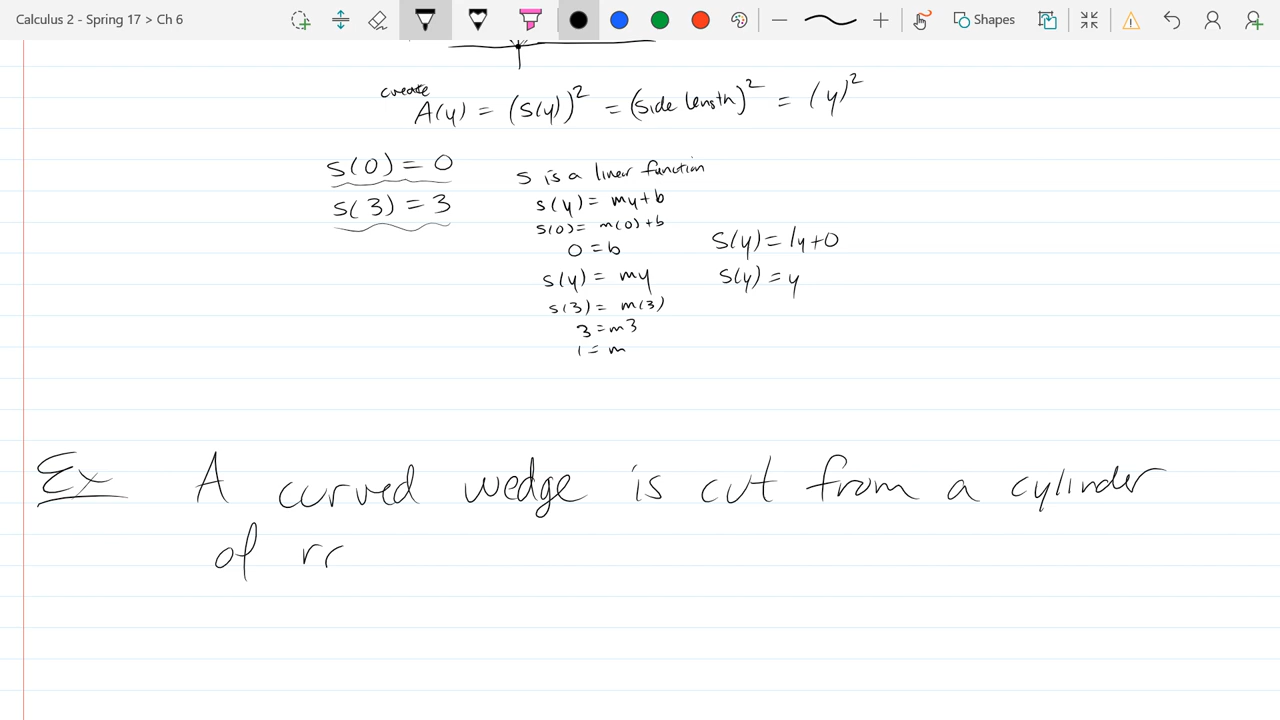 Calculus 2 - Spring 17 > Ch 6
Shapes
create
A(y) = (s(y))² = (side length)² = (y)²
s(0) = 0
s(3) = 3
s is a linear function
s(y) = my+b
s(0) = m(0)+b
0 = b
s(y) = my
s(3) = m(3)
3 = m3
1 = m
s(y) = 1y+0
s(y) = y
Ex A curved wedge is cut from a cylinder
of